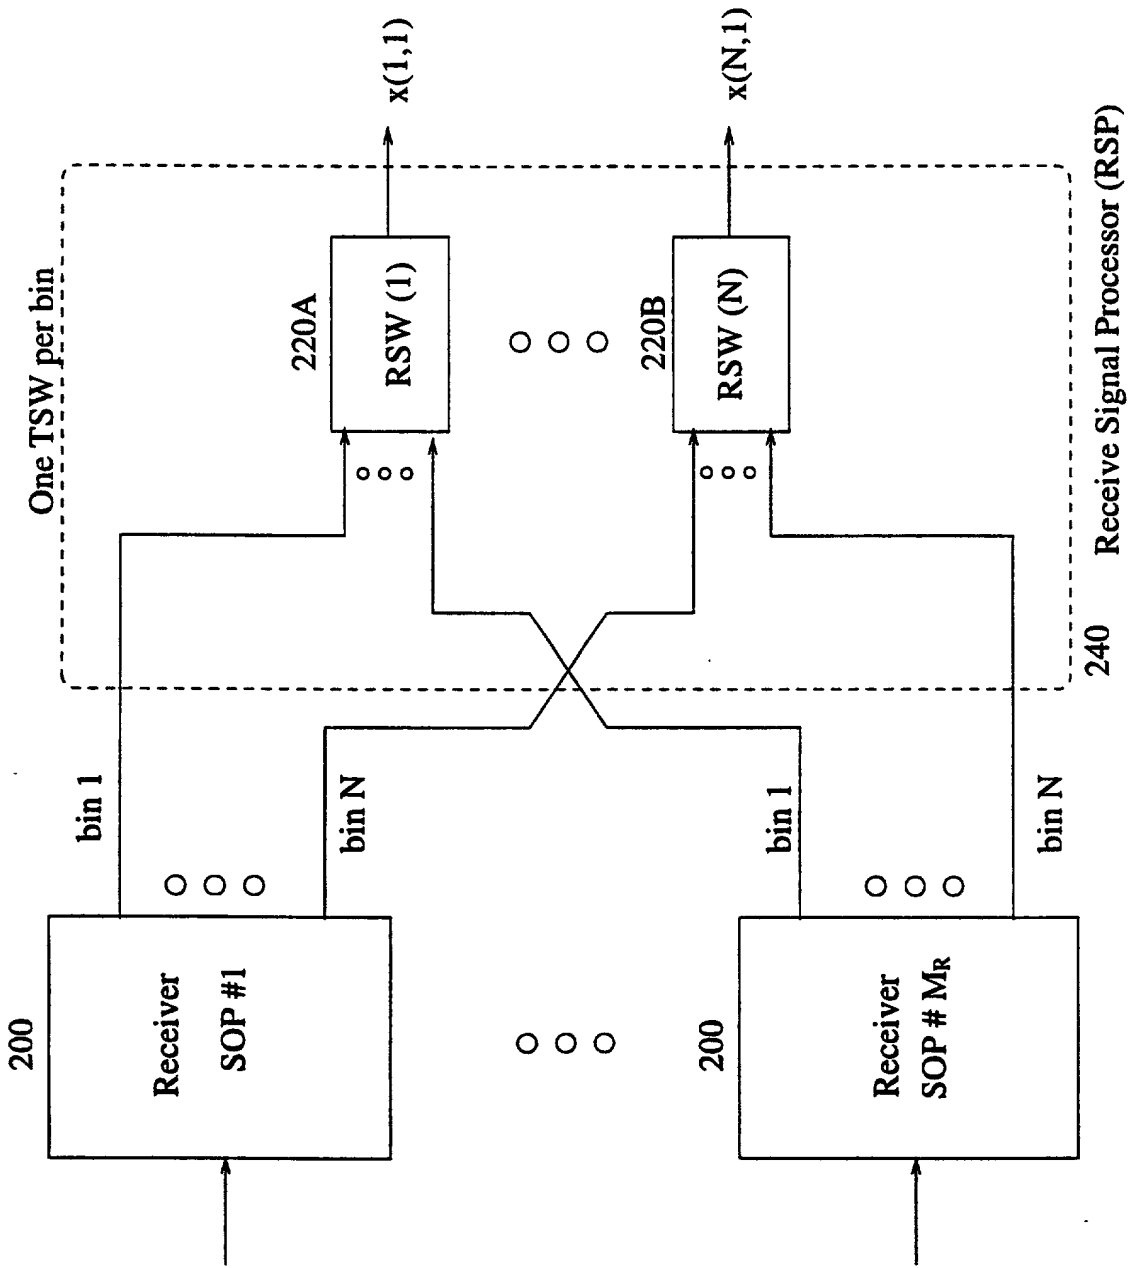 One TSW per bin
200
Receiver
SOP #1
bin 1
bin N
220A
RSW (1)
x(1,1)
200
Receiver
SOP # MR
bin 1
bin N
220B
RSW (N)
x(N,1)
240
Receive Signal Processor (RSP)